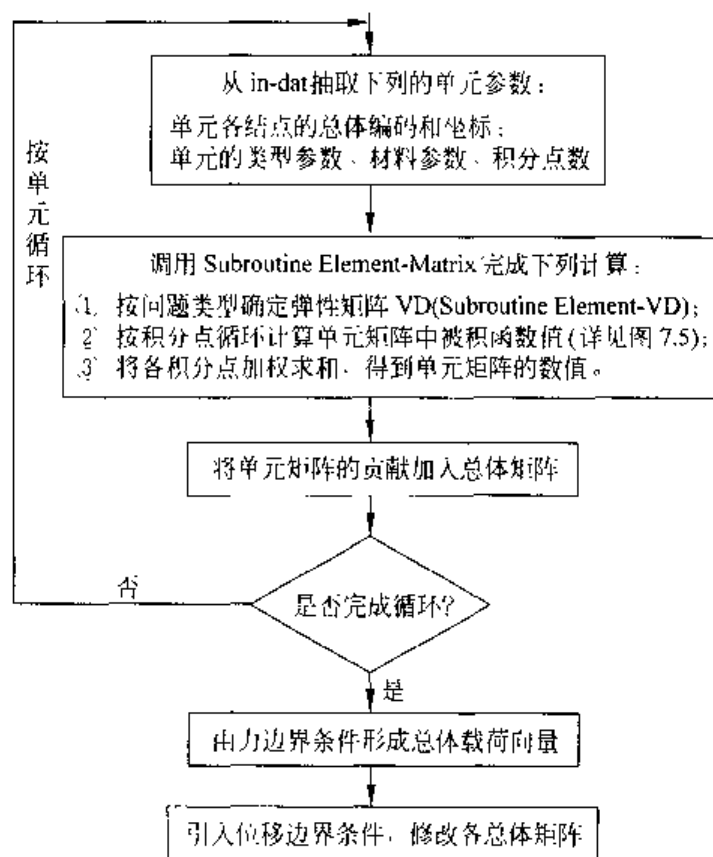 从 in-dat抽取下列的单元参数：
单元各结点的总体编码和坐标；
单元的类型参数、材料参数、积分点数
按单元循环
调用 Subroutine Element-Matrix 完成下列计算：
1. 按问题类型确定弹性矩阵 VD(Subroutine Element-VD);
2. 按积分点循环计算单元矩阵中被积函数值(详见图 7.5);
3. 将各积分点加权求和，得到单元矩阵的数值。
将单元矩阵的贡献加入总体矩阵
否
是否完成循环?
是
由力边界条件形成总体载荷向量
引入位移边界条件，修改各总体矩阵